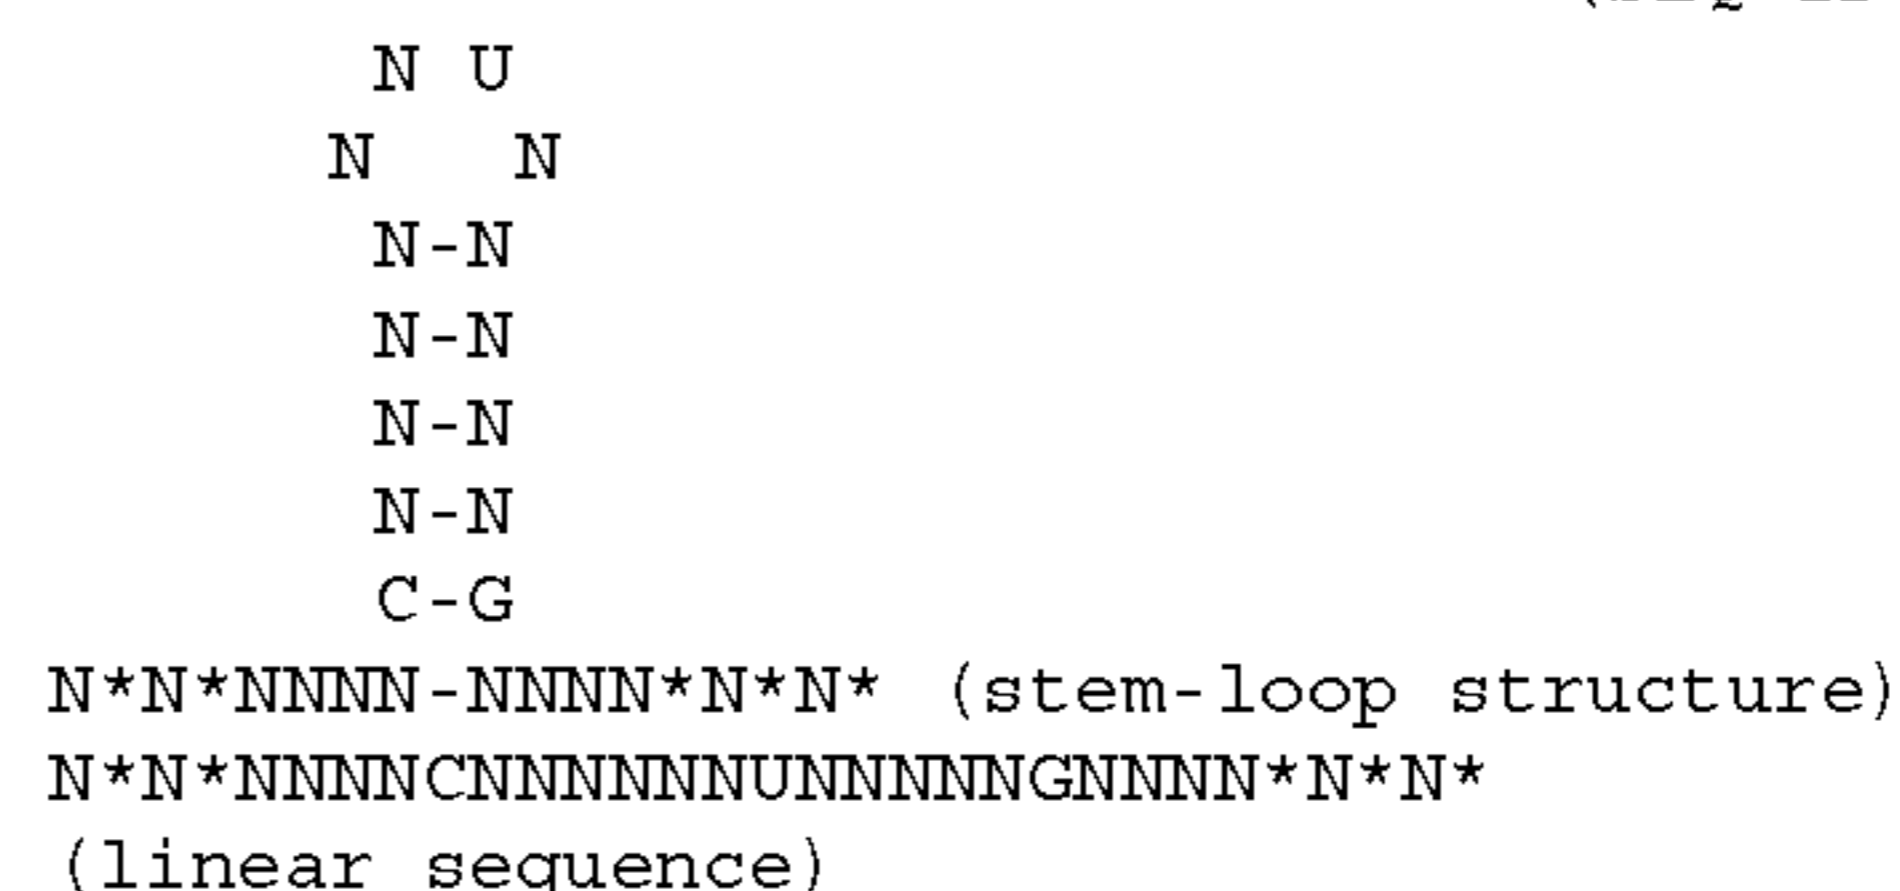 N U
N N
N-N
N-N
N-N
N-N
C-G
N*N*NNNN-NNNN*N*N* (stem-loop structure)
N*N*NNNNCNNNNNNUNNNNNGNNNN*N*N*
(linear sequence)